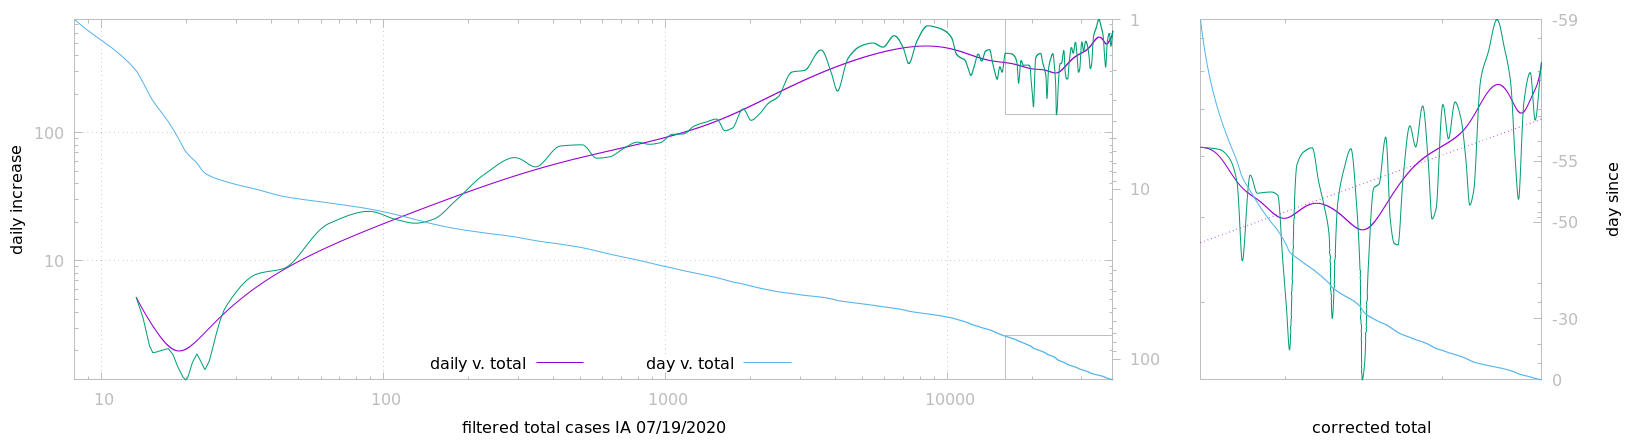 daily increase
100
10
10
100
1000
10000
filtered total cases IA 07/19/2020
daily v. total
day v. total
1
10
100
-59
-55
-50
-30
0
day since
corrected total